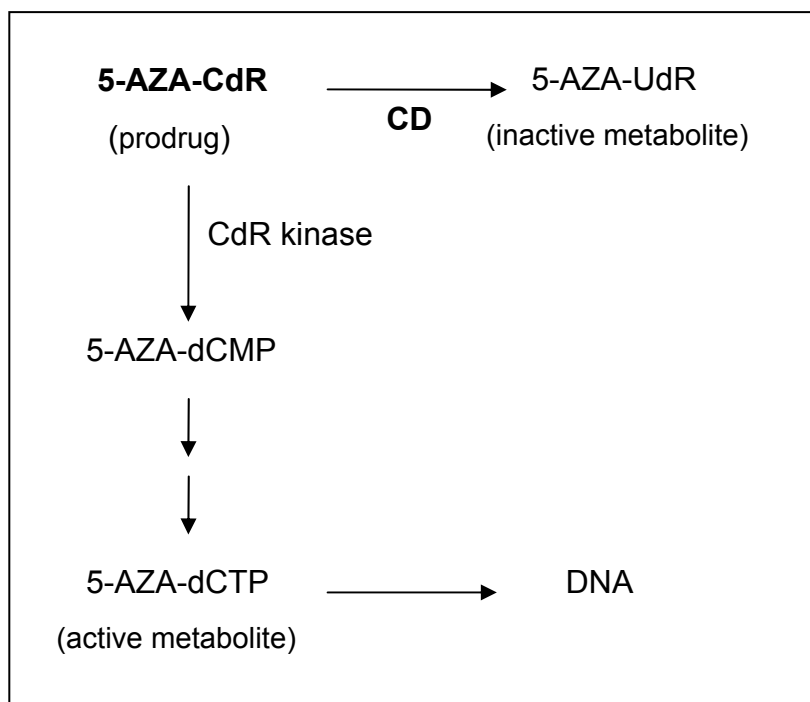 5-AZA-CdR
5-AZA-UdR
CD
(prodrug)
(inactive metabolite)
CdR kinase
5-AZA-dCMP
5-AZA-dCTP
DNA
(active metabolite)